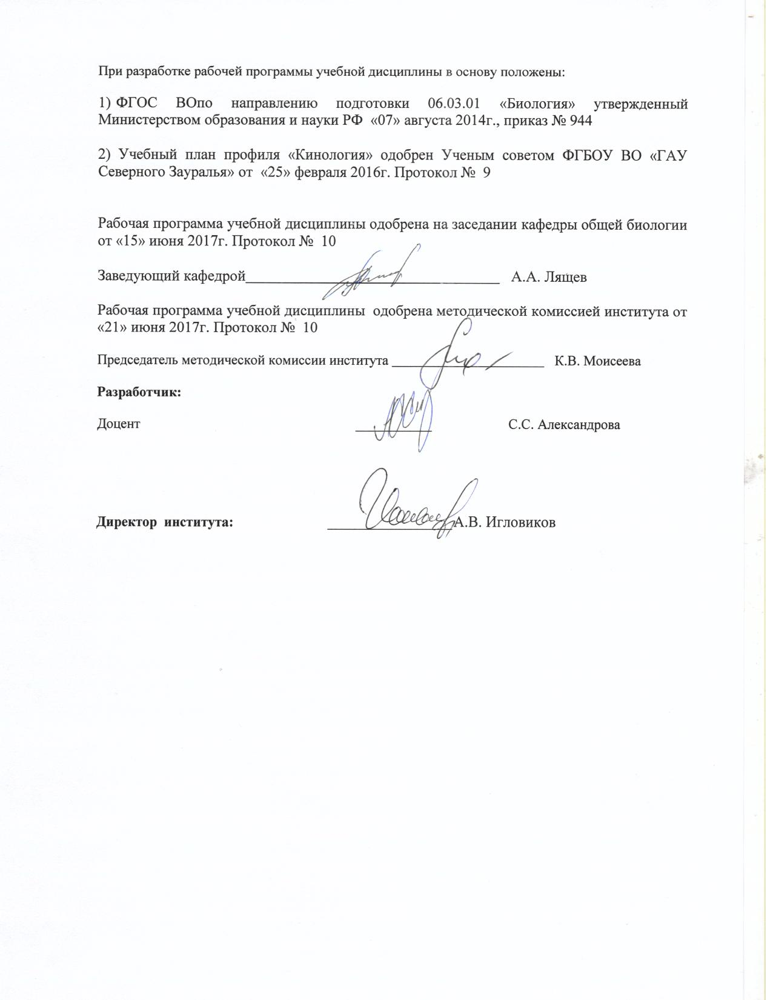 При разработке рабочей программы учебной дисциплины в основу положены:
1) ФГОС ВОпо направлению подготовки 06.03.01 «Биология» утвержденный
Министерством образования и науки РФ «07» августа 2014г., приказ № 944
2) Учебный план профиля «Кинология» одобрен Ученым советом ФГБОУ ВО «ГАУ
Северного Зауралья» от «25» февраля 2016г. Протокол № 9
Рабочая программа учебной дисциплины одобрена на заседании кафедры общей биологии
от «15» июня 2017г. Протокол № 10
Заведующий кафедрой__________________________________ А.А. Лящев
Рабочая программа учебной дисциплины одобрена методической комиссией института от
«21» июня 2017г. Протокол № 10
Председатель методической комиссии института ______________________ К.В. Моисеева
Разработчик:
Доцент ___________ С.С. Александрова
Директор института: _________________А.В. Игловиков